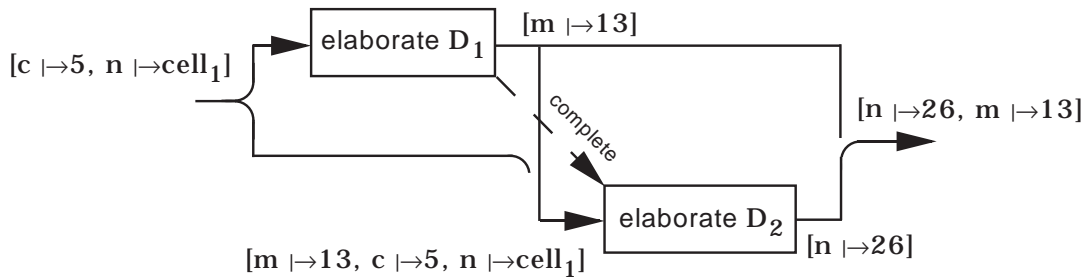 elaborate D1
[m |→13]
[c |→5, n |→cell1]
complete
[n |→26, m |→13]
elaborate D2
[m |→13, c |→5, n |→cell1]
[n |→26]